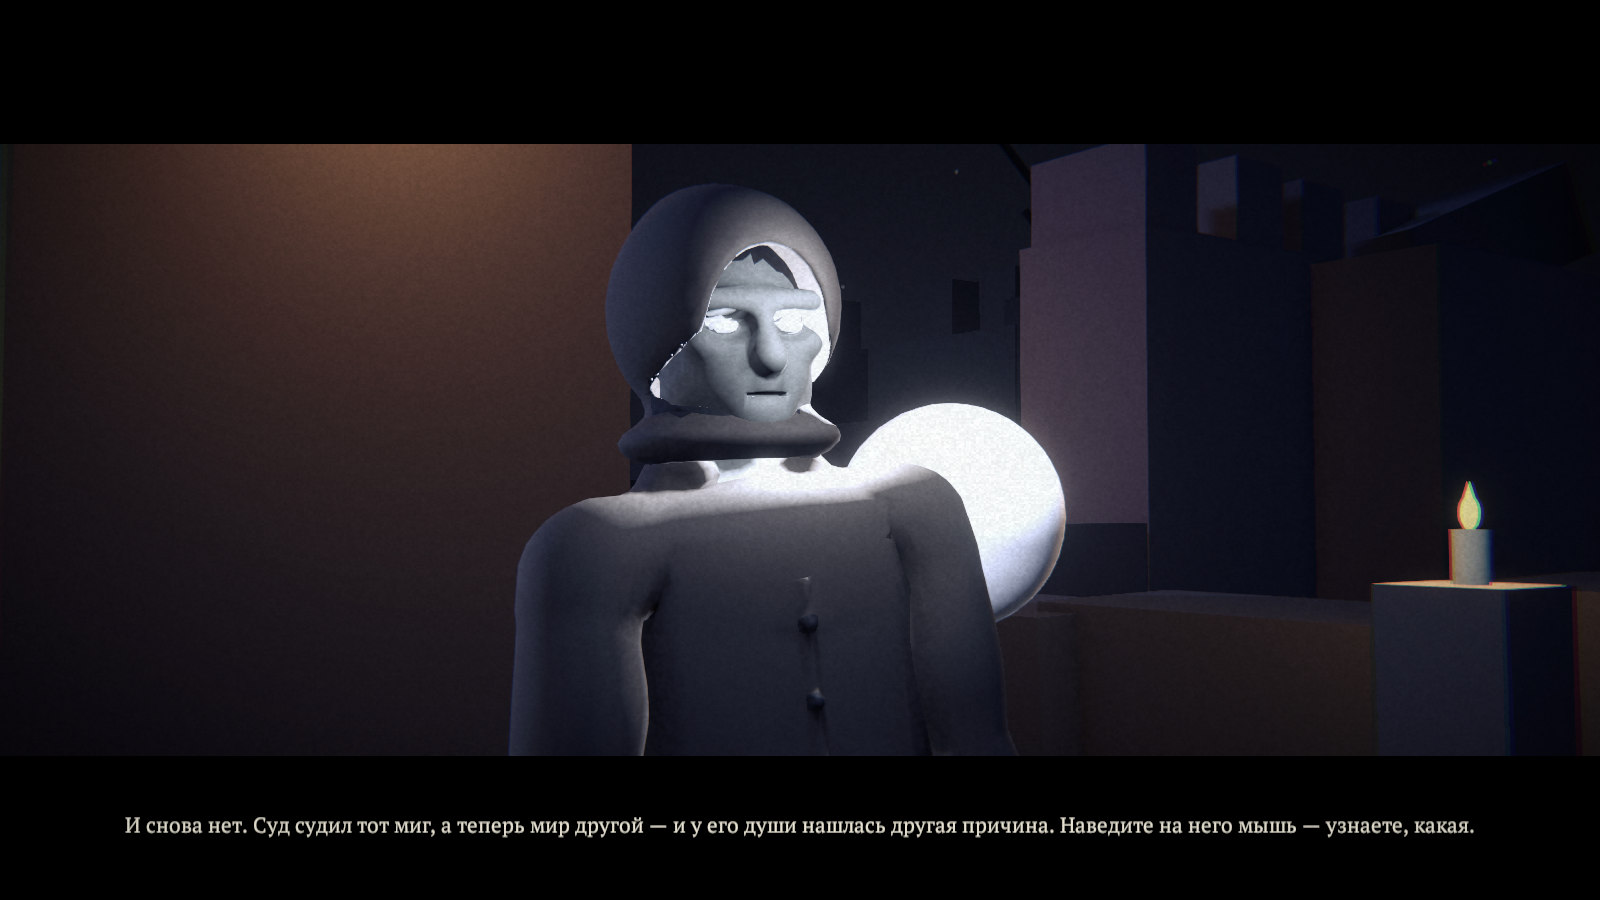 И снова нет. Суд судил тот миг, а теперь мир другой — и у его души нашлась другая причина. Наведите на него мышь — узнаете, какая.